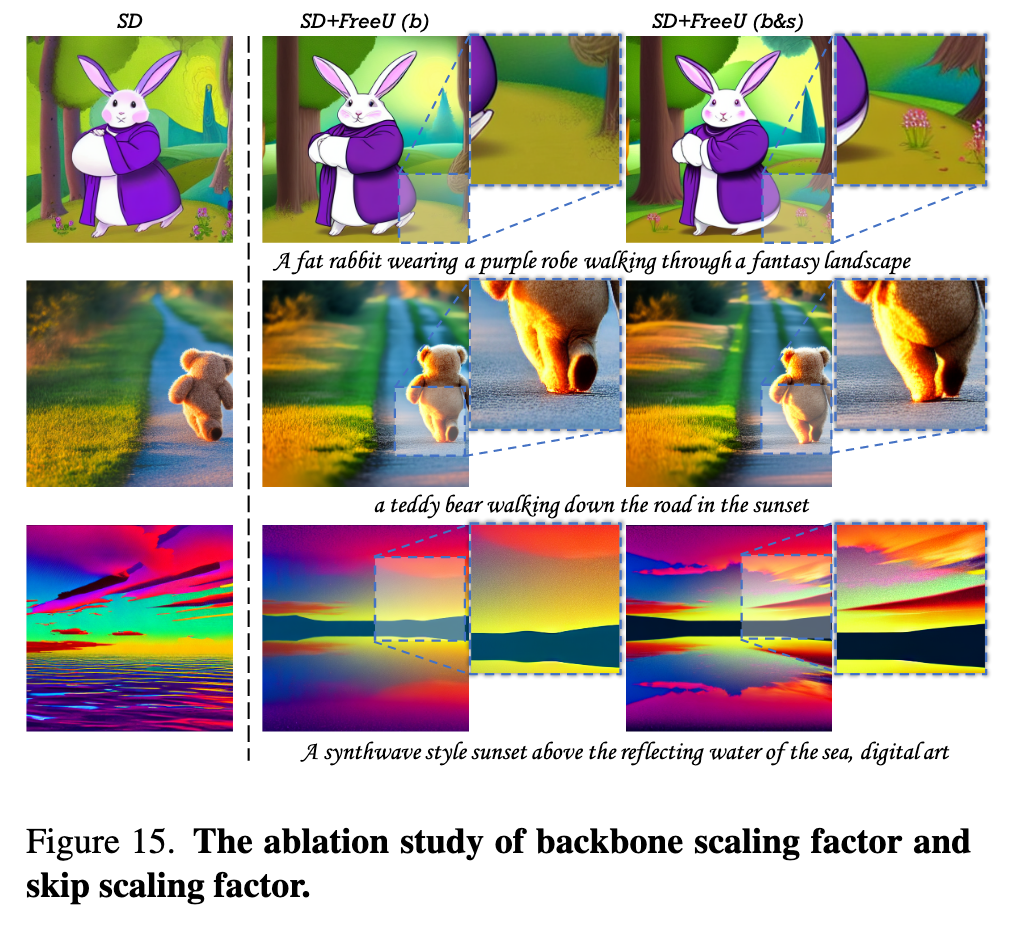 SD
SD+FreeU (b)
SD+FreeU (b&s)
A fat rabbit wearing a purple robe walking through a fantasy landscape
a teddy bear walking down the road in the sunset
A synthwave style sunset above the reflecting water of the sea, digital art
Figure 15. The ablation study of backbone scaling factor and
skip scaling factor.